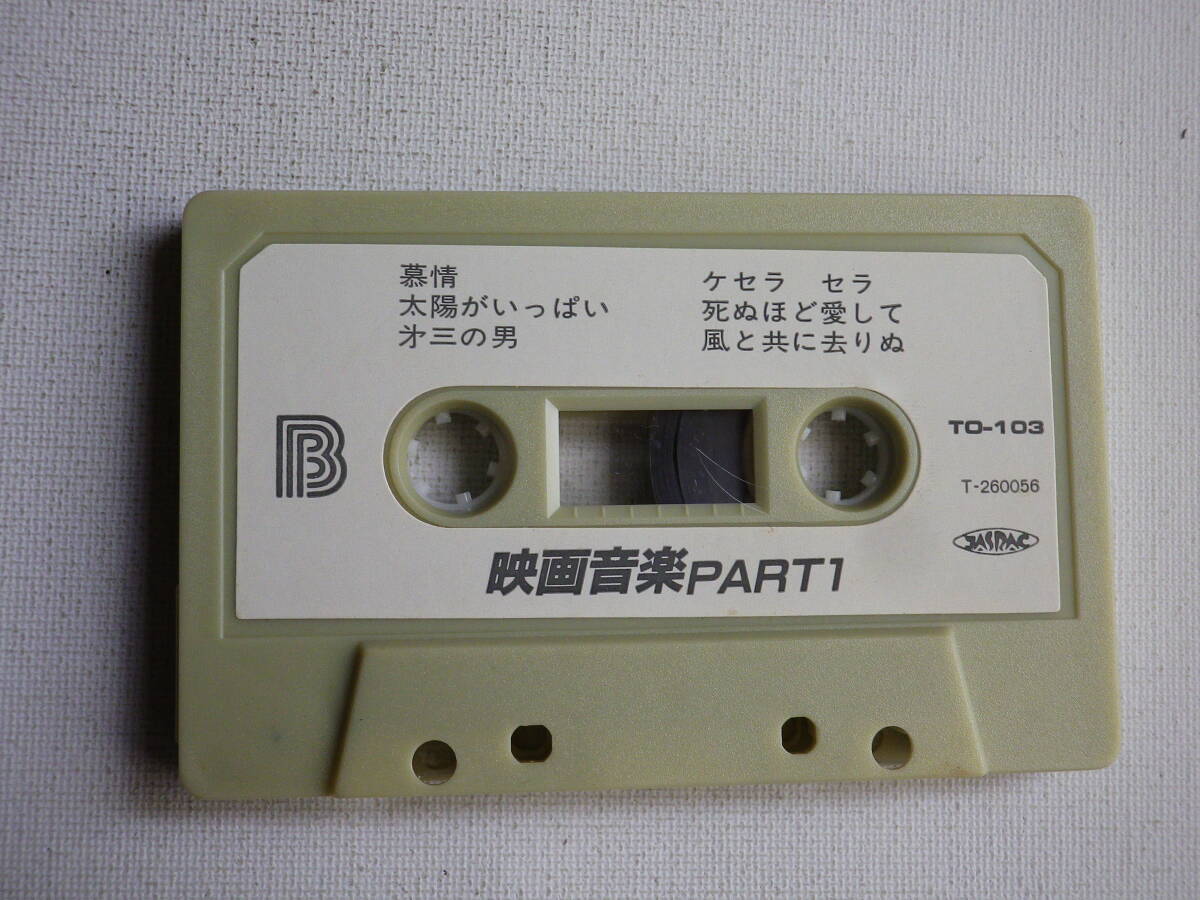 慕情
太陽がいっぱい
才三の男
ケセラ セラ
死ぬほど愛して
風と共に去りぬ
B
TO-103
T-260056
JASRAC
映画音楽PART1